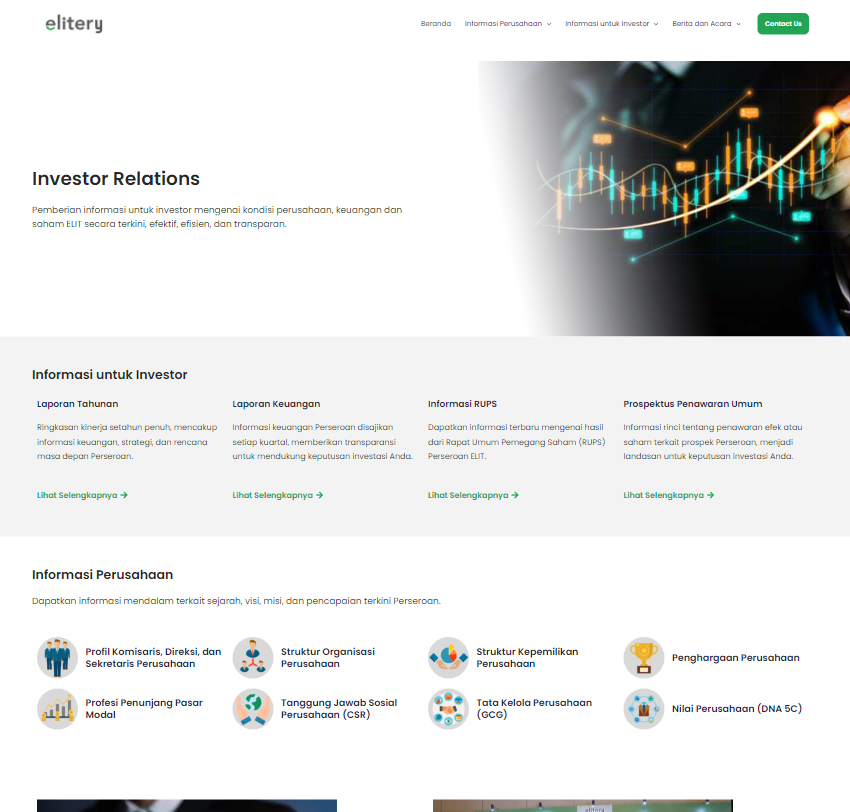 elitery
Beranda
Informasi Perusahaan
Informasi untuk Investor
Berita dan Acara
Contact Us
Investor Relations
Pemberian informasi untuk investor mengenai kondisi perusahaan, keuangan dan
saham ELIT secara terkini, efektif, efisien, dan transparan.
Informasi untuk Investor
Laporan Tahunan
Ringkasan kinerja setahun penuh, mencakup
informasi keuangan, strategi, dan rencana
masa depan Perseroan.
Lihat Selengkapnya →
Laporan Keuangan
Informasi keuangan Perseroan disajikan
setiap kuartal, memberikan transparansi
untuk mendukung keputusan investasi Anda.
Lihat Selengkapnya →
Informasi RUPS
Dapatkan informasi terbaru mengenai hasil
dari Rapat Umum Pemegang Saham (RUPS)
Perseroan ELIT.
Lihat Selengkapnya →
Prospektus Penawaran Umum
Informasi rinci tentang penawaran efek atau
saham terkait prospek Perseroan, menjadi
landasan untuk keputusan investasi Anda.
Lihat Selengkapnya →
Informasi Perusahaan
Dapatkan informasi mendalam terkait sejarah, visi, misi, dan pencapaian terkini Perseroan.
Profil Komisaris, Direksi, dan
Sekretaris Perusahaan
Struktur Organisasi
Perusahaan
Struktur Kepemilikan
Perusahaan
Penghargaan Perusahaan
Profesi Penunjang Pasar
Modal
Tanggung Jawab Sosial
Perusahaan (CSR)
Tata Kelola Perusahaan
(GCG)
Nilai Perusahaan (DNA 5C)
elitery